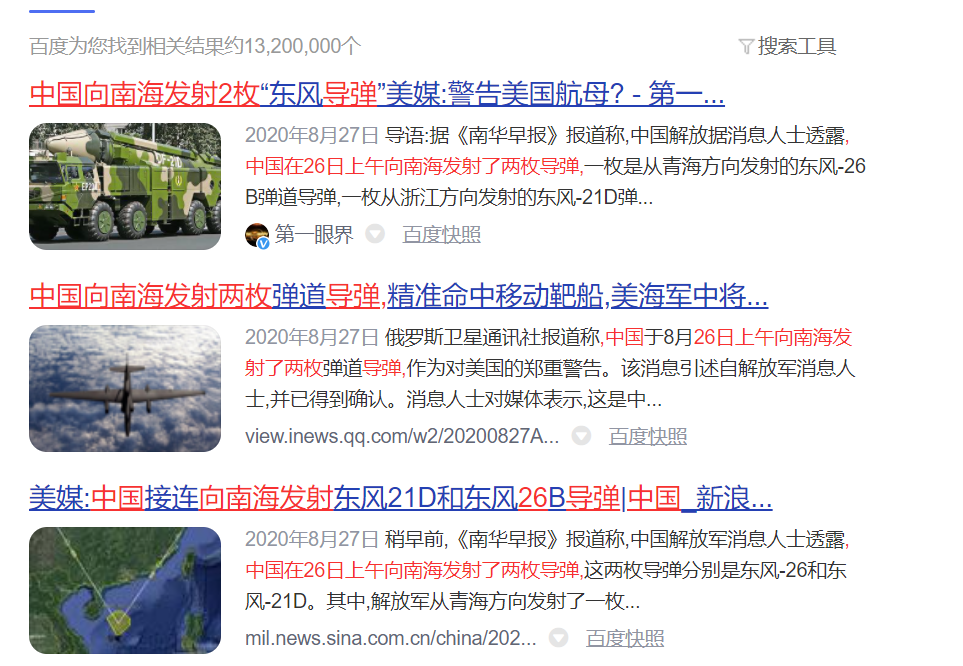 百度为您找到相关结果约13,200,000个
搜索工具
中国向南海发射2枚“东风导弹”美媒:警告美国航母? - 第一...
2020年8月27日 导语:据《南华早报》报道称,中国解放据消息人士透露,
中国在26日上午向南海发射了两枚导弹,一枚是从青海方向发射的东风-26
B弹道导弹,一枚从浙江方向发射的东风-21D弹...
第一眼界
百度快照
中国向南海发射两枚弹道导弹,精准命中移动靶船,美海军中将...
2020年8月27日 俄罗斯卫星通讯社报道称,中国于8月26日上午向南海发
射了两枚弹道导弹,作为对美国的郑重警告。该消息引述自解放军消息人
士,并已得到确认。消息人士对媒体表示,这是中...
view.inews.qq.com/w2/20200827A...
百度快照
美媒:中国接连向南海发射东风21D和东风26B导弹|中国_新浪...
2020年8月27日 稍早前,《南华早报》报道称,中国解放军消息人士透露,
中国在26日上午向南海发射了两枚导弹,这两枚导弹分别是东风-26和东
风-21D。其中,解放军从青海方向发射了一枚...
mil.news.sina.com.cn/china/202...
百度快照